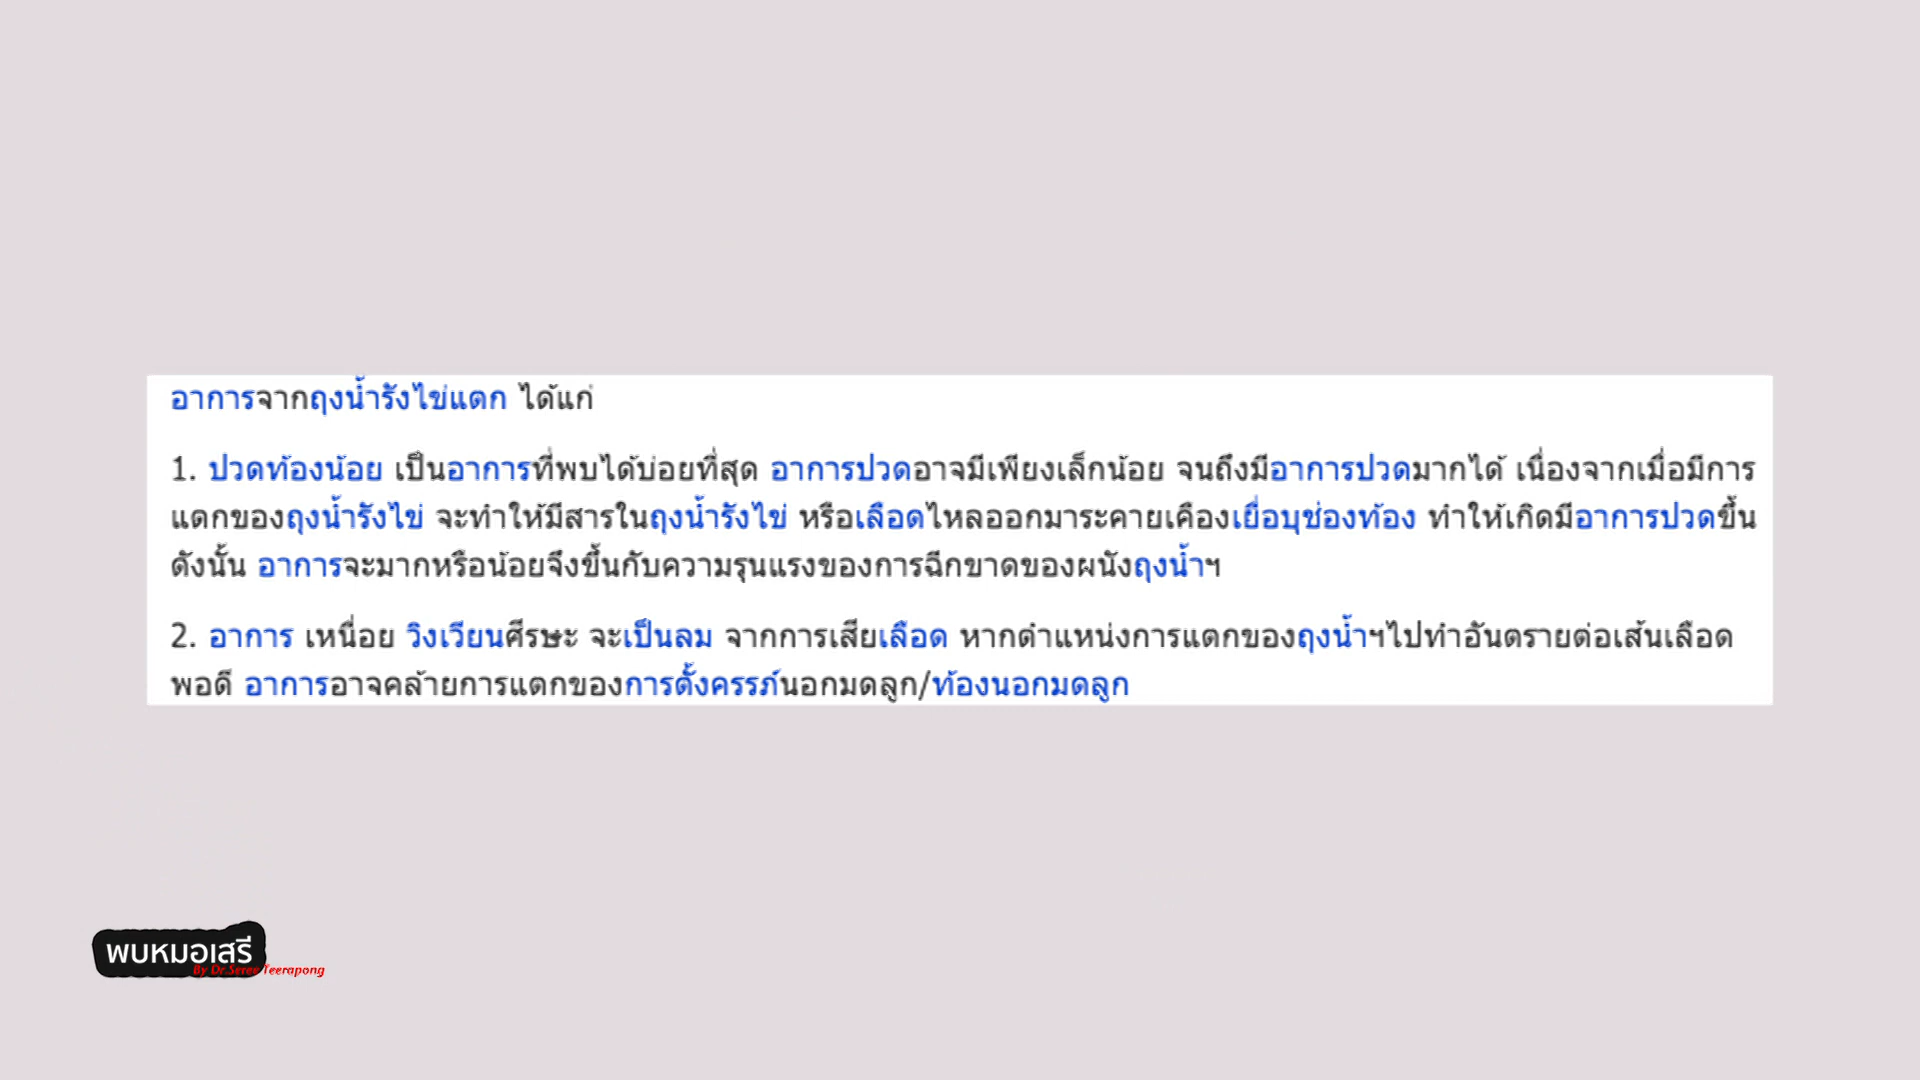 อาการจากถุงน้ำรังไข่แตก ได้แก่
1. ปวดท้องน้อย เป็นอาการที่พบได้บ่อยที่สุด อาการปวดอาจมีเพียงเล็กน้อย จนถึงมีอาการปวดมากได้ เนื่องจากเมื่อมีการ
แตกของถุงน้ำรังไข่ จะทำให้มีสารในถุงน้ำรังไข่ หรือเลือดไหลออกมาระคายเคืองเยื่อบุช่องท้อง ทำให้เกิดมีอาการปวดขึ้น
ดังนั้น อาการจะมากหรือน้อยจึงขึ้นกับความรุนแรงของการฉีกขาดของผนังถุงน้ำฯ
2. อาการ เหนื่อย วิงเวียนศีรษะ จะเป็นลม จากการเสียเลือด หากตำแหน่งการแตกของถุงน้ำฯไปทำอันตรายต่อเส้นเลือด
พอดี อาการอาจคล้ายการแตกของการตั้งครรภ์นอกมดลูก/ท้องนอกมดลูก
พบหมอเสรี
By Dr.Seree Teerapong